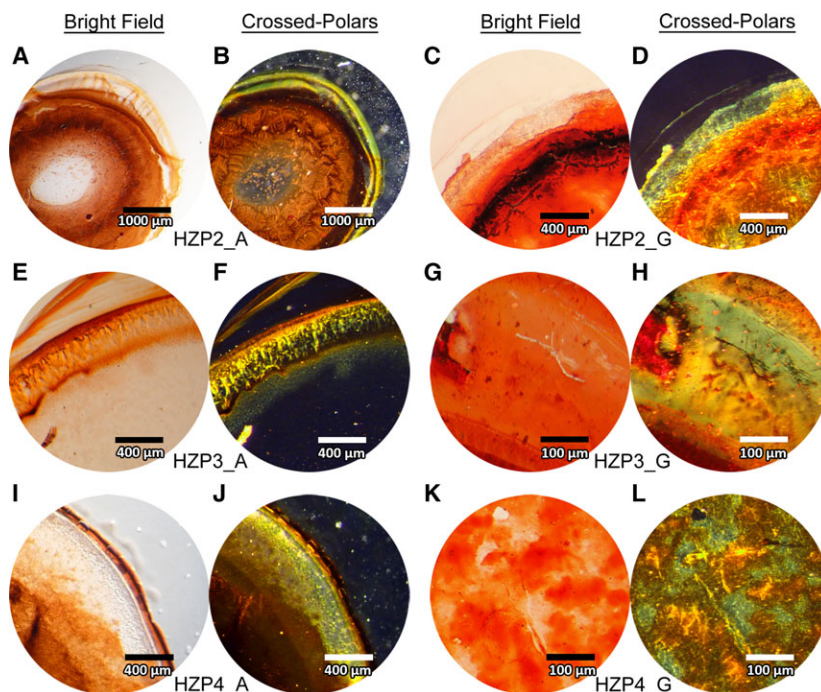 Bright Field Crossed-Polars Bright Field Crossed-Polars
A B C D
1000 µm 1000 µm 400 µm 400 µm
HZP2_A HZP2_G
E F G H
400 µm 400 µm 100 µm 100 µm
HZP3_A HZP3_G
I J K L
400 µm 400 µm 100 µm 100 µm
HZP4_A HZP4_G